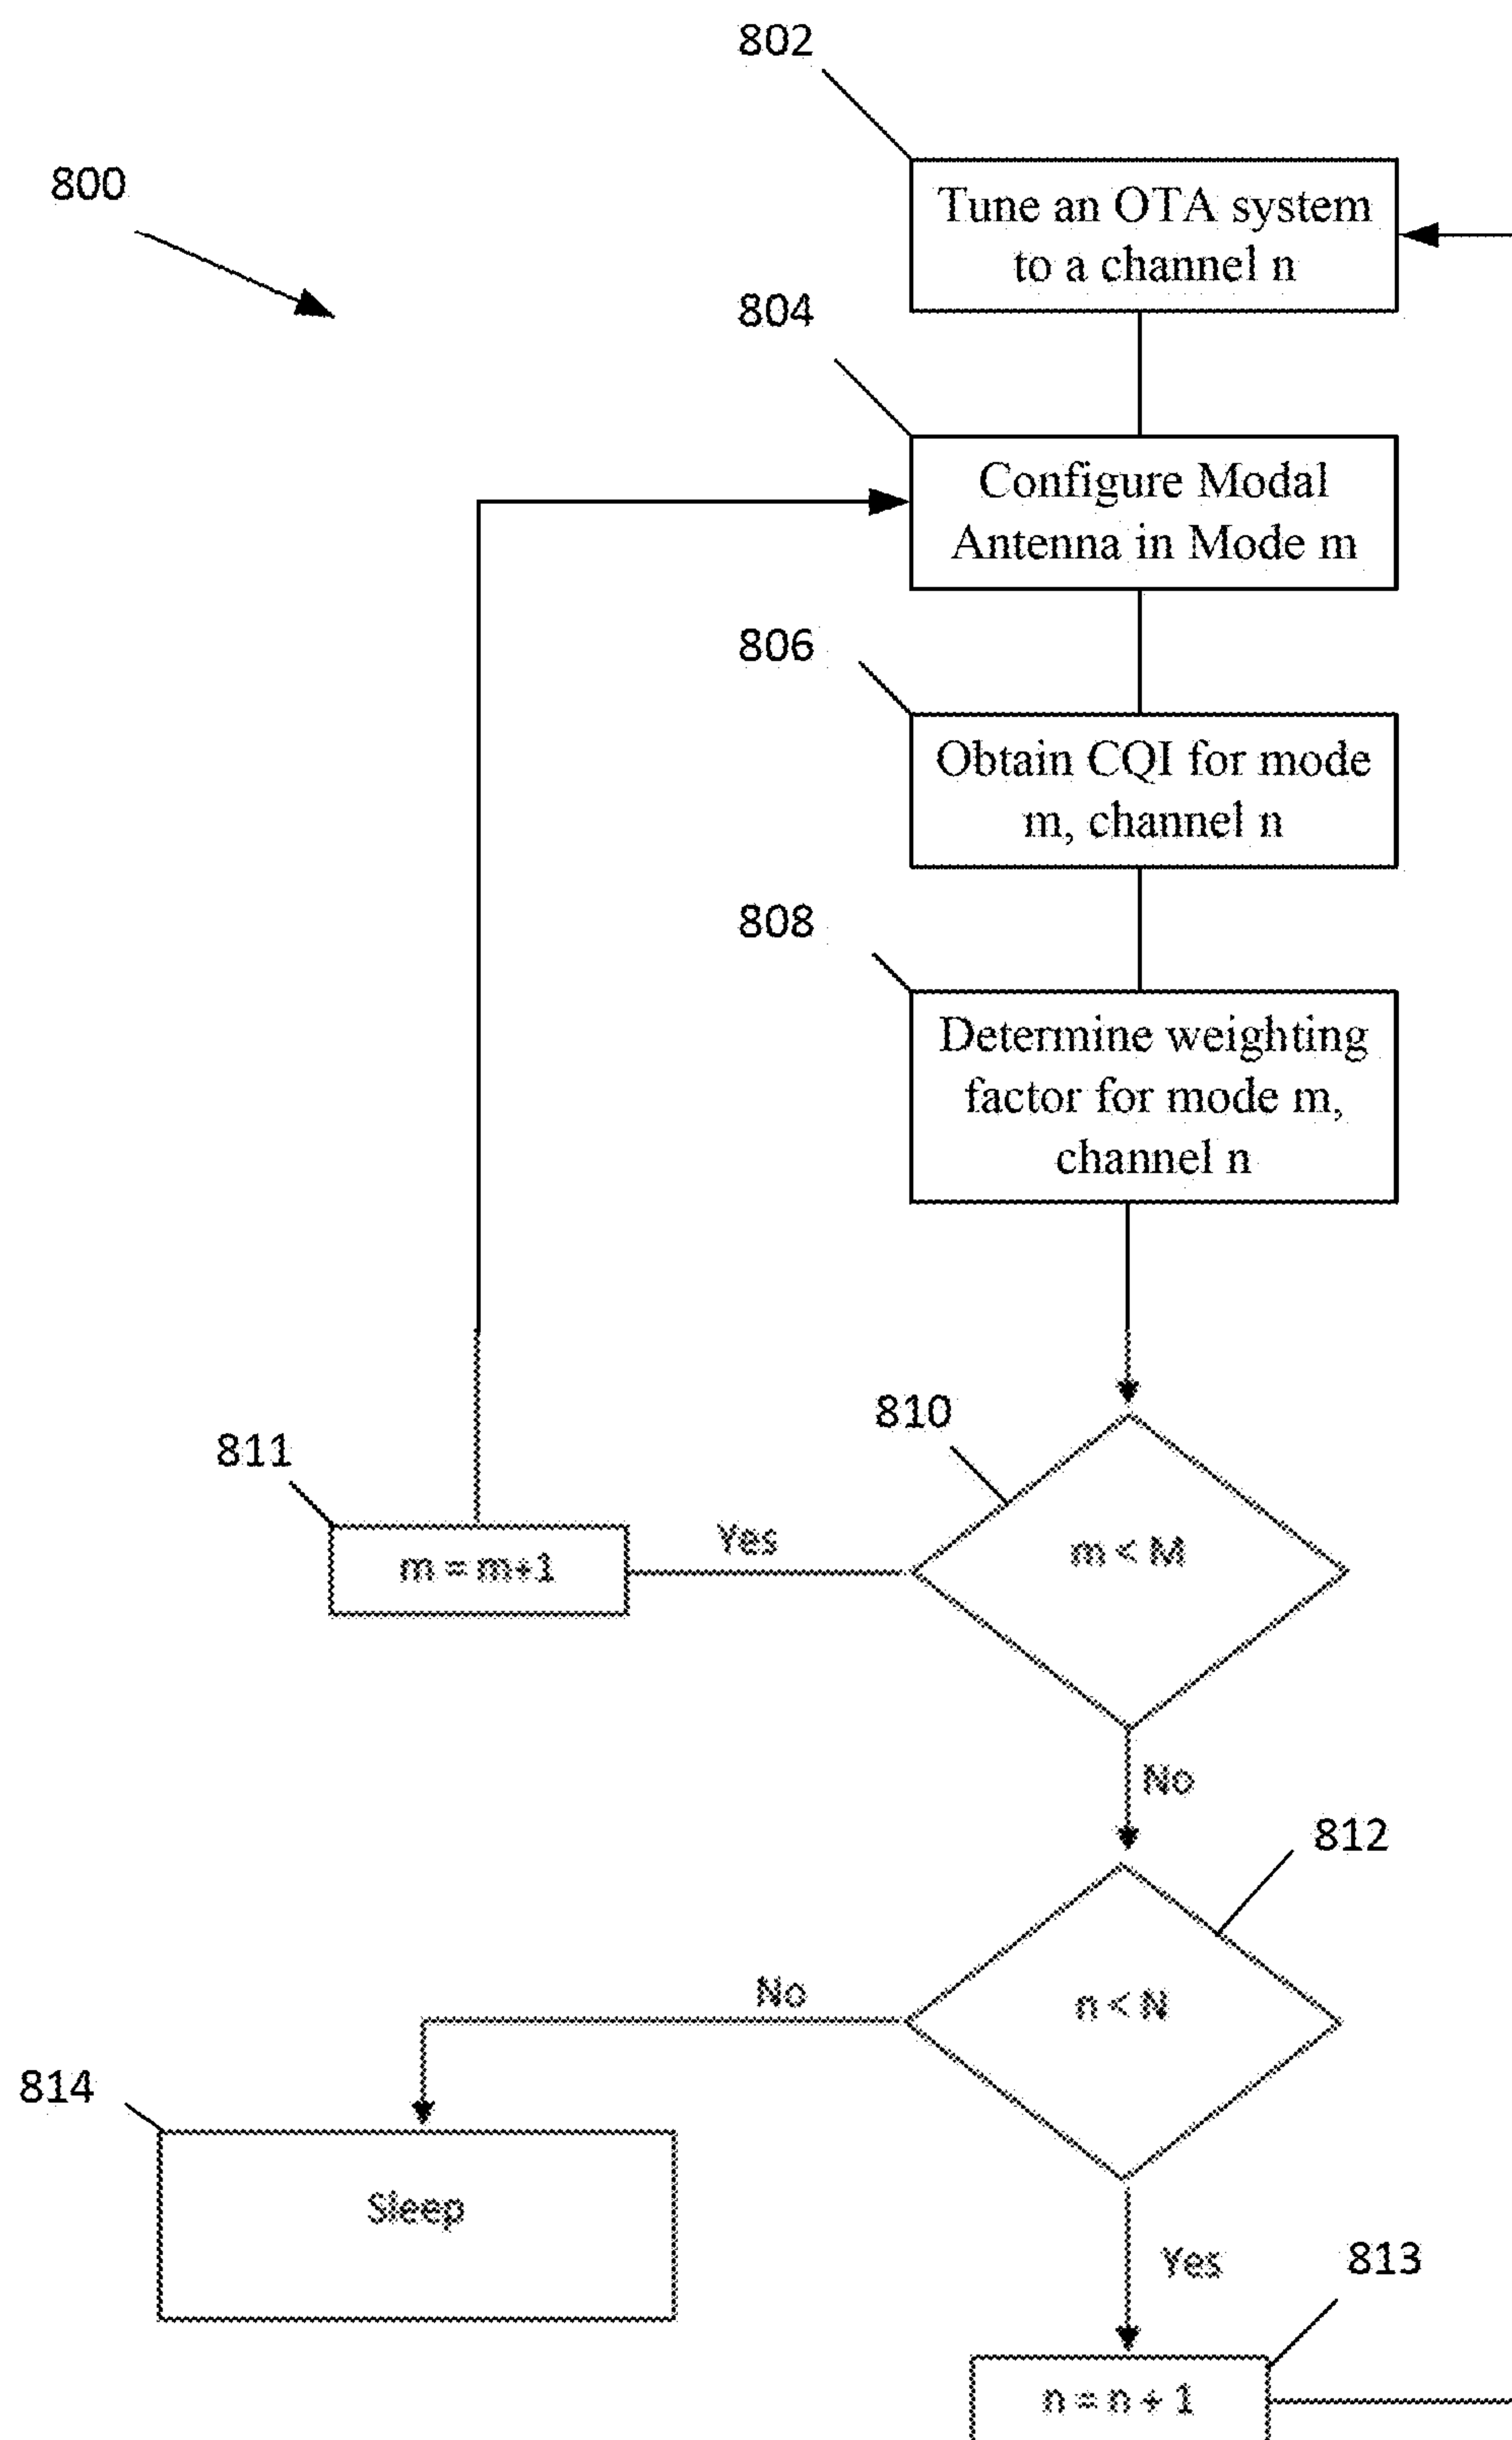 802
800
Tune an OTA system
to a channel n
804
Configure Modal
Antenna in Mode m
806
Obtain CQI for mode
m, channel n
808
Determine weighting
factor for mode m,
channel n
810
811
Yes
m < M
m = m+1
No
812
No
n < N
814
Sleep
Yes
813
n = n + 1